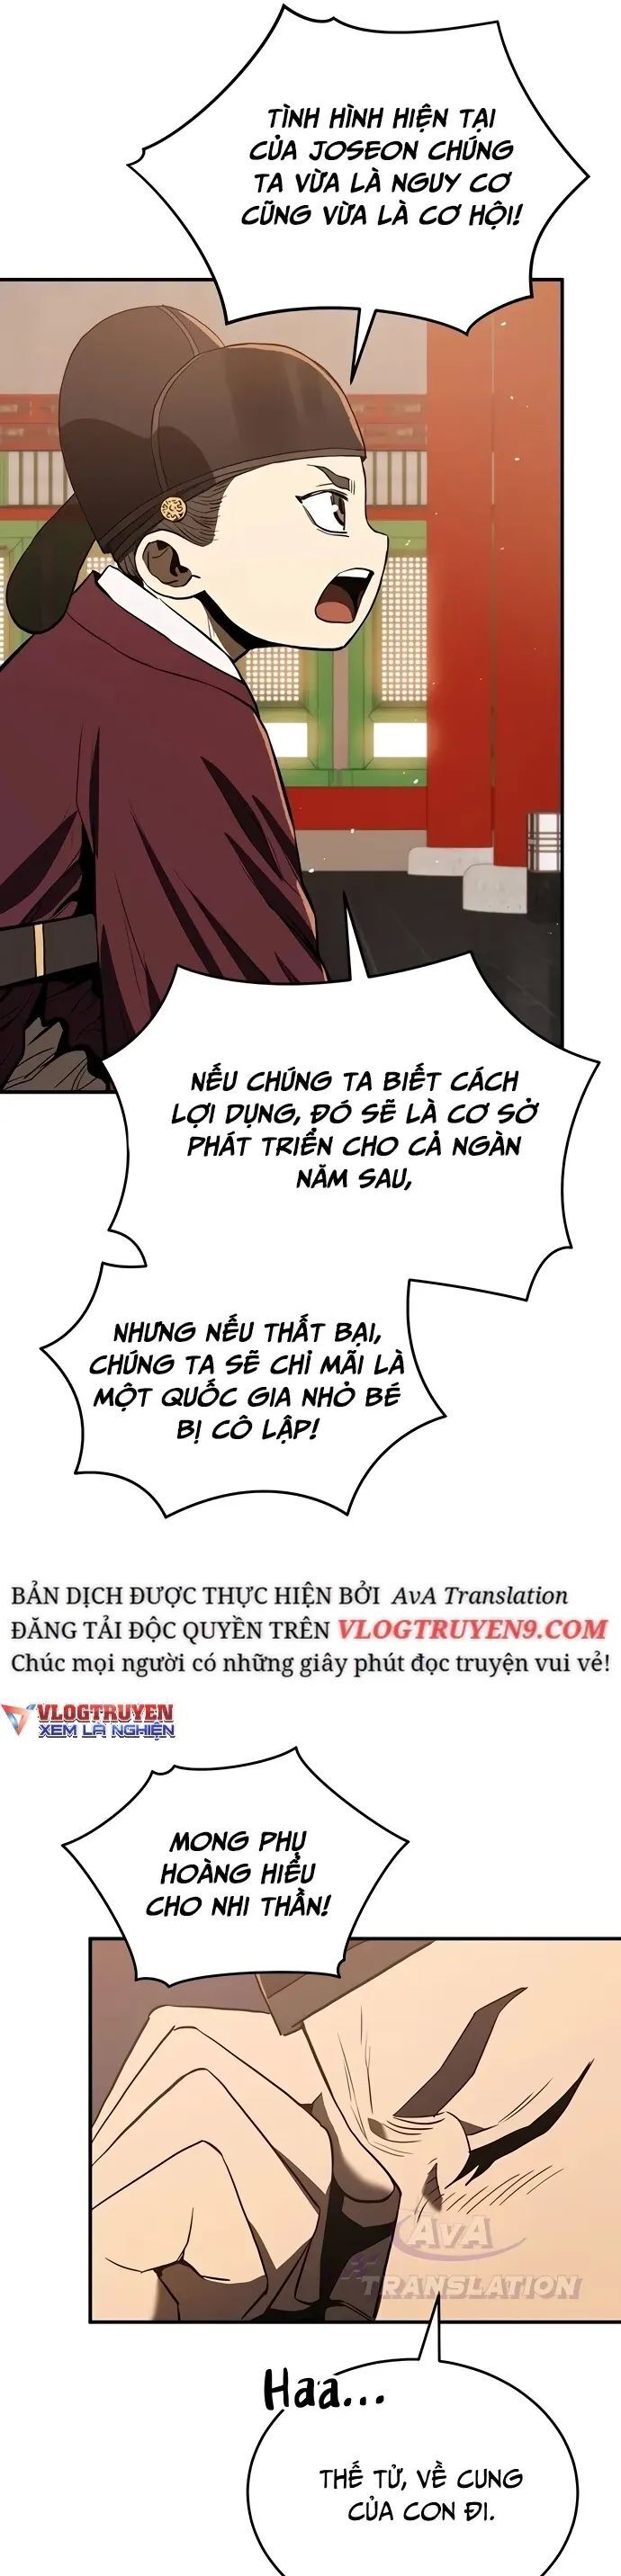 TÌNH HÌNH HIỆN TẠI
CỦA JOSEON CHÚNG
TA VỪA LÀ NGUY CƠ
CŨNG VỪA LÀ CƠ HỘI!
NẾU CHÚNG TA BIẾT CÁCH
LỢI DỤNG, ĐÓ SẼ LÀ CƠ SỞ
PHÁT TRIỂN CHO CẢ NGÀN
NĂM SAU,
NHƯNG NẾU THẤT BẠI,
CHÚNG TA SẼ CHỈ MÃI LÀ
MỘT QUỐC GIA NHỎ BÉ
BỊ CÔ LẬP!
BẢN DỊCH ĐƯỢC THỰC HIỆN BỞI AvA Translation
ĐĂNG TẢI ĐỘC QUYỀN TRÊN VLOGTRUYEN9.COM
Chúc mọi người có những giây phút đọc truyện vui vẻ!
VLOGTRUYEN
XEM LÀ NGHIỆN
MONG PHỤ
HOÀNG HIỂU
CHO NHI THẦN!
AvA
TRANSLATION
Haa...
THẾ TỬ, VỀ CUNG
CỦA CON ĐI.